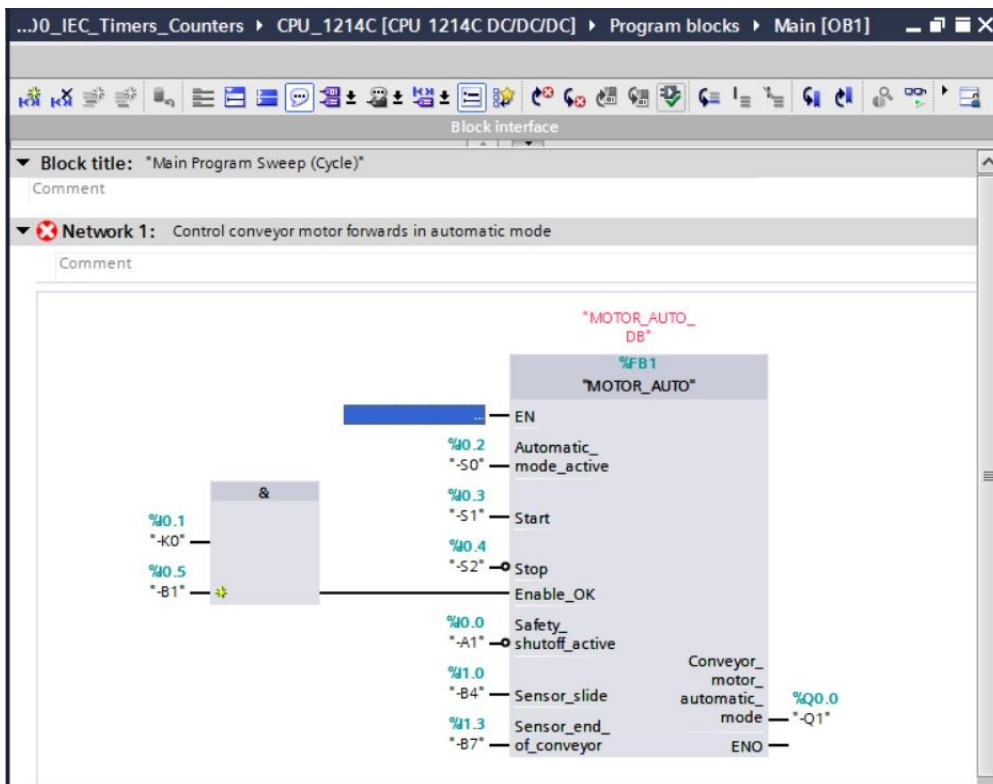 ...)0_IEC_Timers_Counters ▸ CPU_1214C [CPU 1214C DC/DC/DC] ▸ Program blocks ▸ Main [OB1]
Block interface
Block title: "Main Program Sweep (Cycle)"
Comment
Network 1: Control conveyor motor forwards in automatic mode
Comment
"MOTOR_AUTO_
DB"
%FB1
"MOTOR_AUTO"
... EN
%I0.2
"-S0"
Automatic_
mode_active
&
%I0.3
"-S1"
Start
%I0.1
"-K0"
%I0.4
"-S2"
Stop
%I0.5
"-B1"
Enable_OK
%I0.0
"-A1"
Safety_
shutoff_active
%I1.0
"-B4"
Sensor_slide
%I1.3
"-B7"
Sensor_end_
of_conveyor
Conveyor_
motor_
automatic_
mode
%Q0.0
"-Q1"
ENO